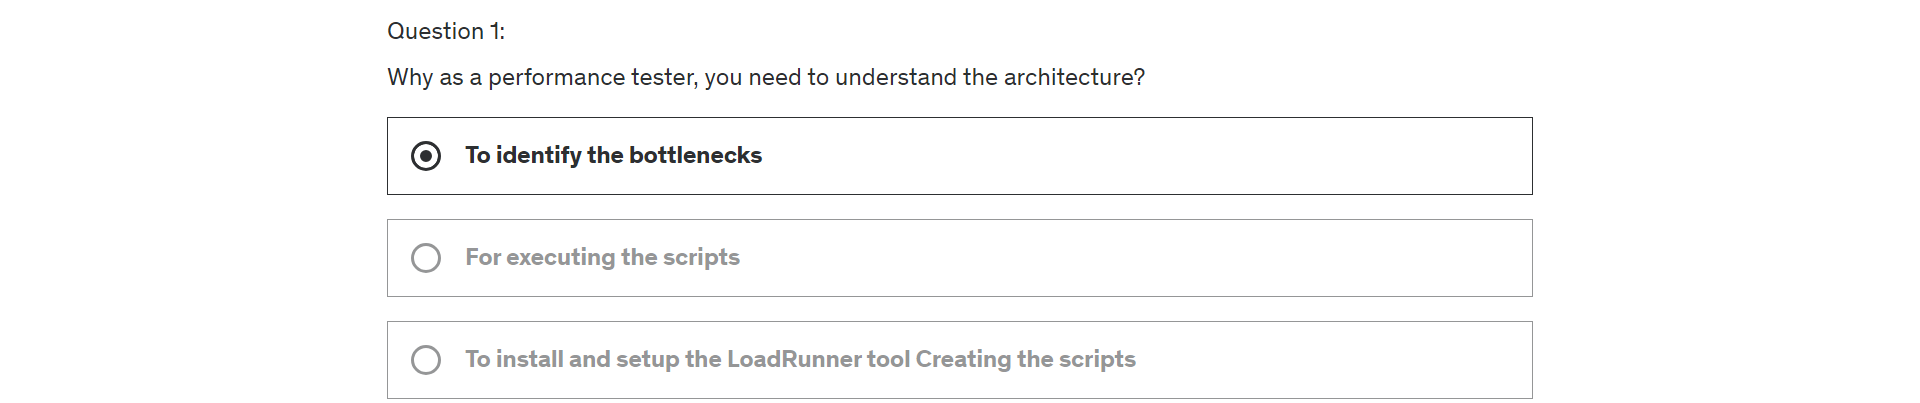 Question 1:
Why as a performance tester, you need to understand the architecture?
To identify the bottlenecks
For executing the scripts
To install and setup the LoadRunner tool Creating the scripts